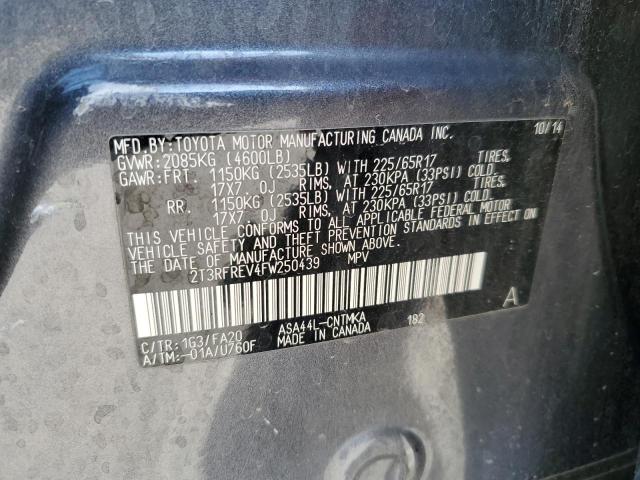 MFD.BY:TOYOTA MOTOR MANUFACTURING CANADA INC. 10/14
GVWR:2085KG (4600LB)
GAWR:FRT. 1150KG (2535LB) WITH 225/65R17 TIRES,
17X7.0J RIMS, AT 230KPA (33PSI) COLD
RR. 1150KG (2535LB) WITH 225/65R17 TIRES,
17X7.0J RIMS, AT 230KPA (33PSI) COLD
THIS VEHICLE CONFORMS TO ALL APPLICABLE FEDERAL MOTOR
VEHICLE SAFETY AND THEFT PREVENTION STANDARDS IN EFFECT ON
THE DATE OF MANUFACTURE SHOWN ABOVE.
2T3RFREV4FW250439 MPV
A
C/TR:1G3/FA20 ASA44L-CNTMKA 182
A/TM:-01A/U760F MADE IN CANADA